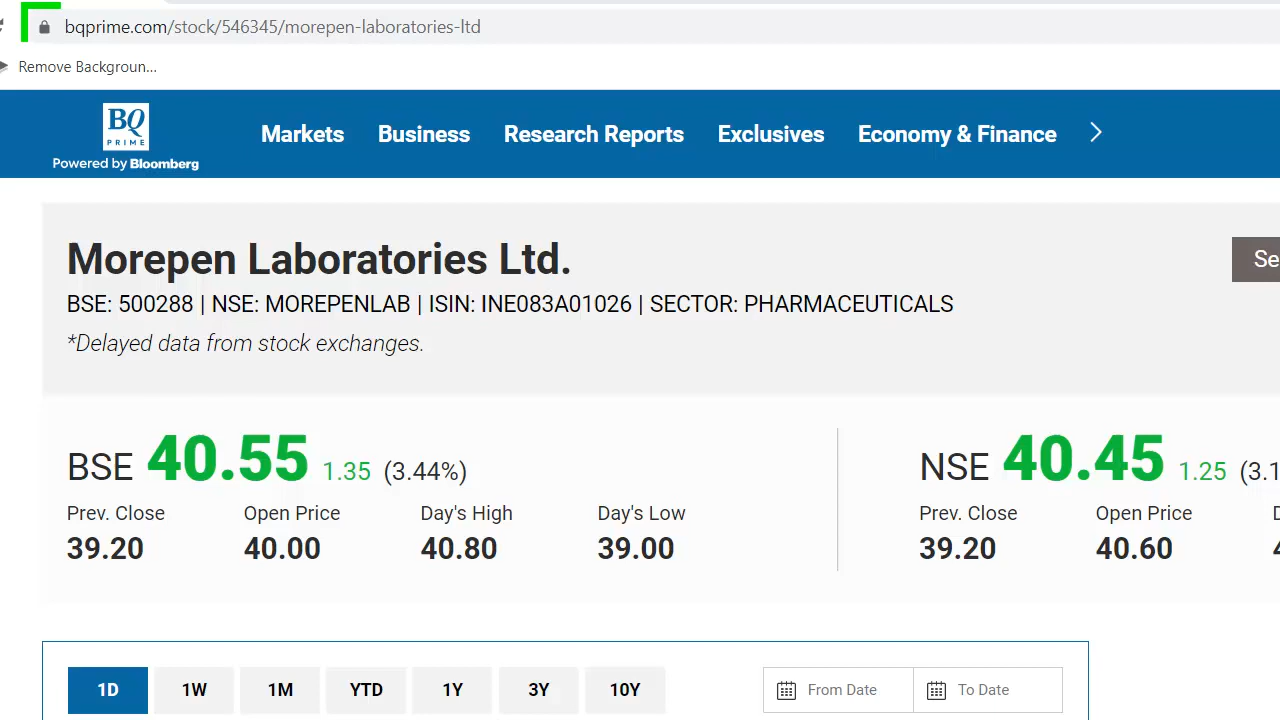 bqprime.com/stock/546345/morepen-laboratories-ltd
Remove Backgroun...
BQ
PRIME
Powered by Bloomberg
Markets Business Research Reports Exclusives Economy & Finance
Morepen Laboratories Ltd.
Se
BSE: 500288 | NSE: MOREPENLAB | ISIN: INE083A01026 | SECTOR: PHARMACEUTICALS
*Delayed data from stock exchanges.
BSE 40.55 1.35 (3.44%)
NSE 40.45 1.25 (3.1
Prev. Close Open Price Day's High Day's Low
39.20 40.00 40.80 39.00
Prev. Close Open Price
39.20 40.60
1D 1W 1M YTD 1Y 3Y 10Y From Date To Date